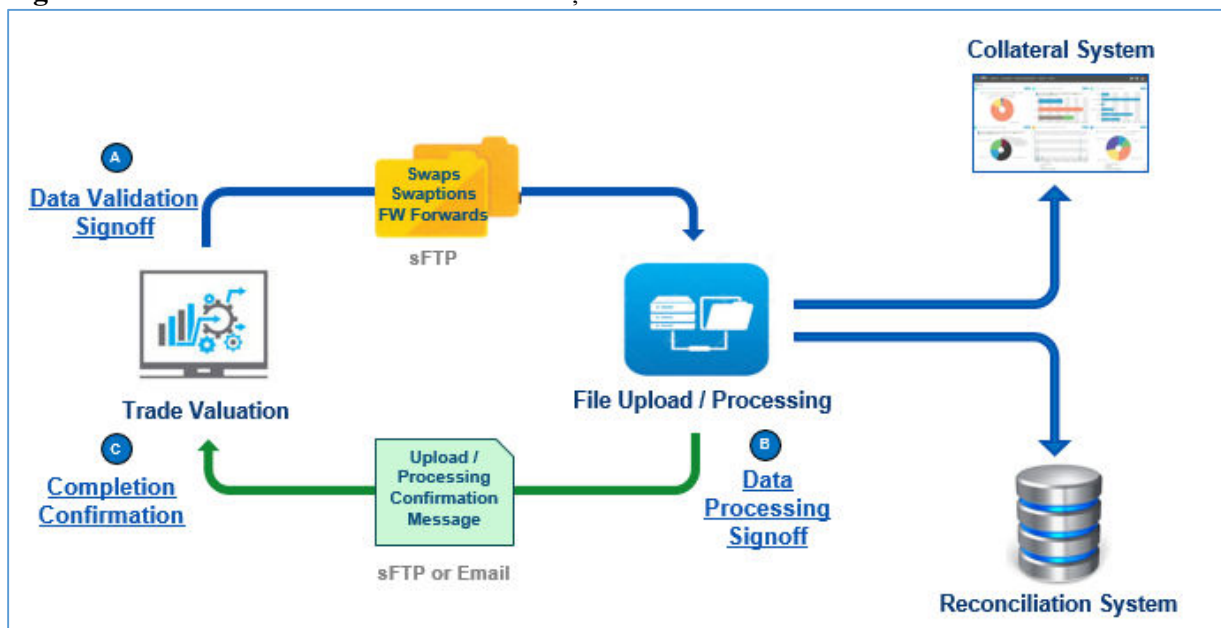 Collateral System
A
Data Validation
Signoff
Swaps
Swaptions
FW Forwards
sFTP
Trade Valuation
File Upload / Processing
C
Completion
Confirmation
Upload /
Processing
Confirmation
Message
sFTP or Email
B
Data
Processing
Signoff
Reconciliation System